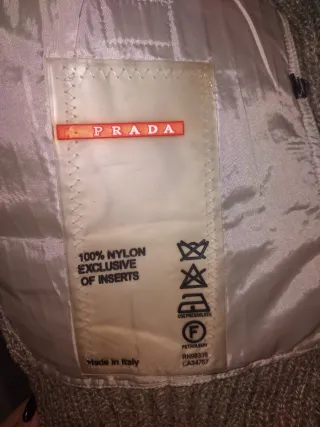 PRADA
100% NYLON
EXCLUSIVE
OF INSERTS
F
Made in Italy